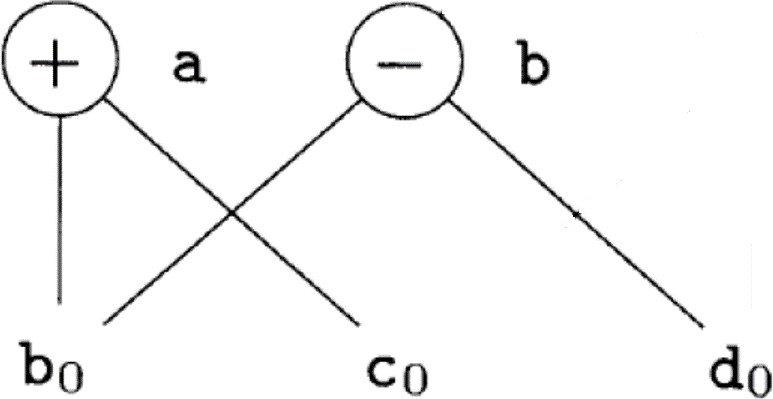 + a − b
b₀ c₀ d₀